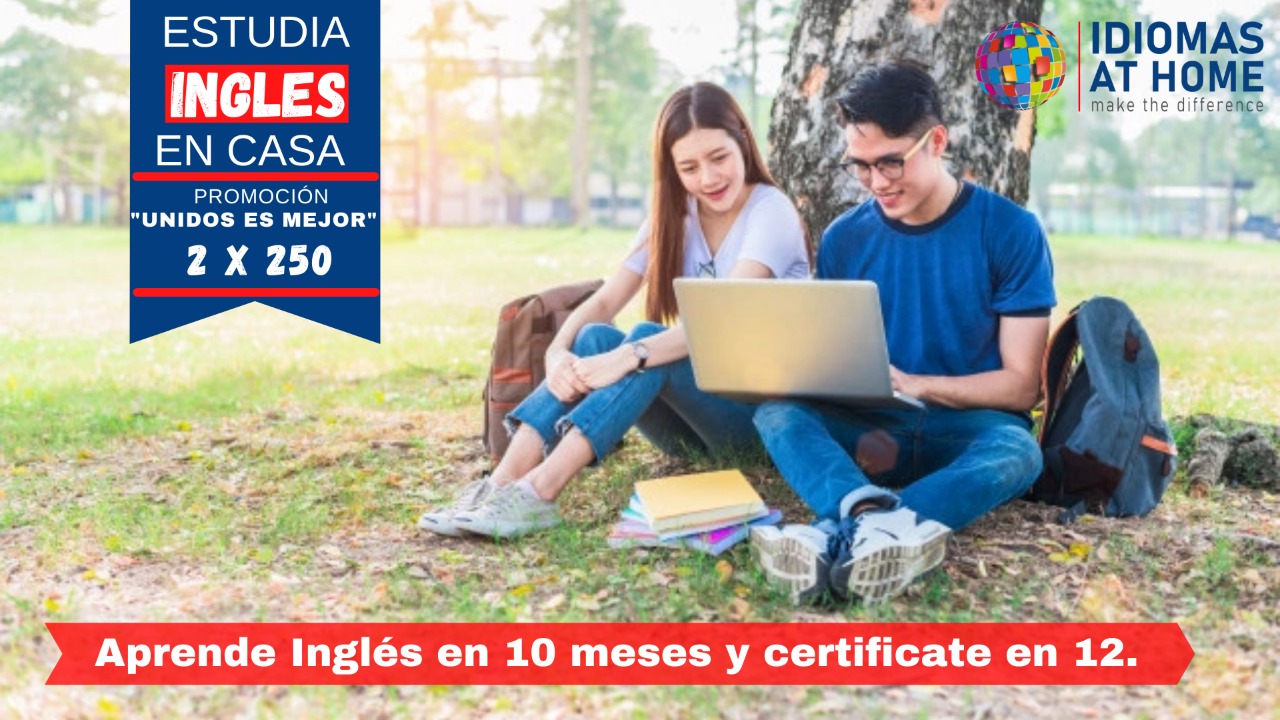 ESTUDIA
INGLES
EN CASA
PROMOCIÓN
"UNIDOS ES MEJOR"
2 X 250
IDIOMAS
AT HOME
make the difference
Aprende Inglés en 10 meses y certificate en 12.